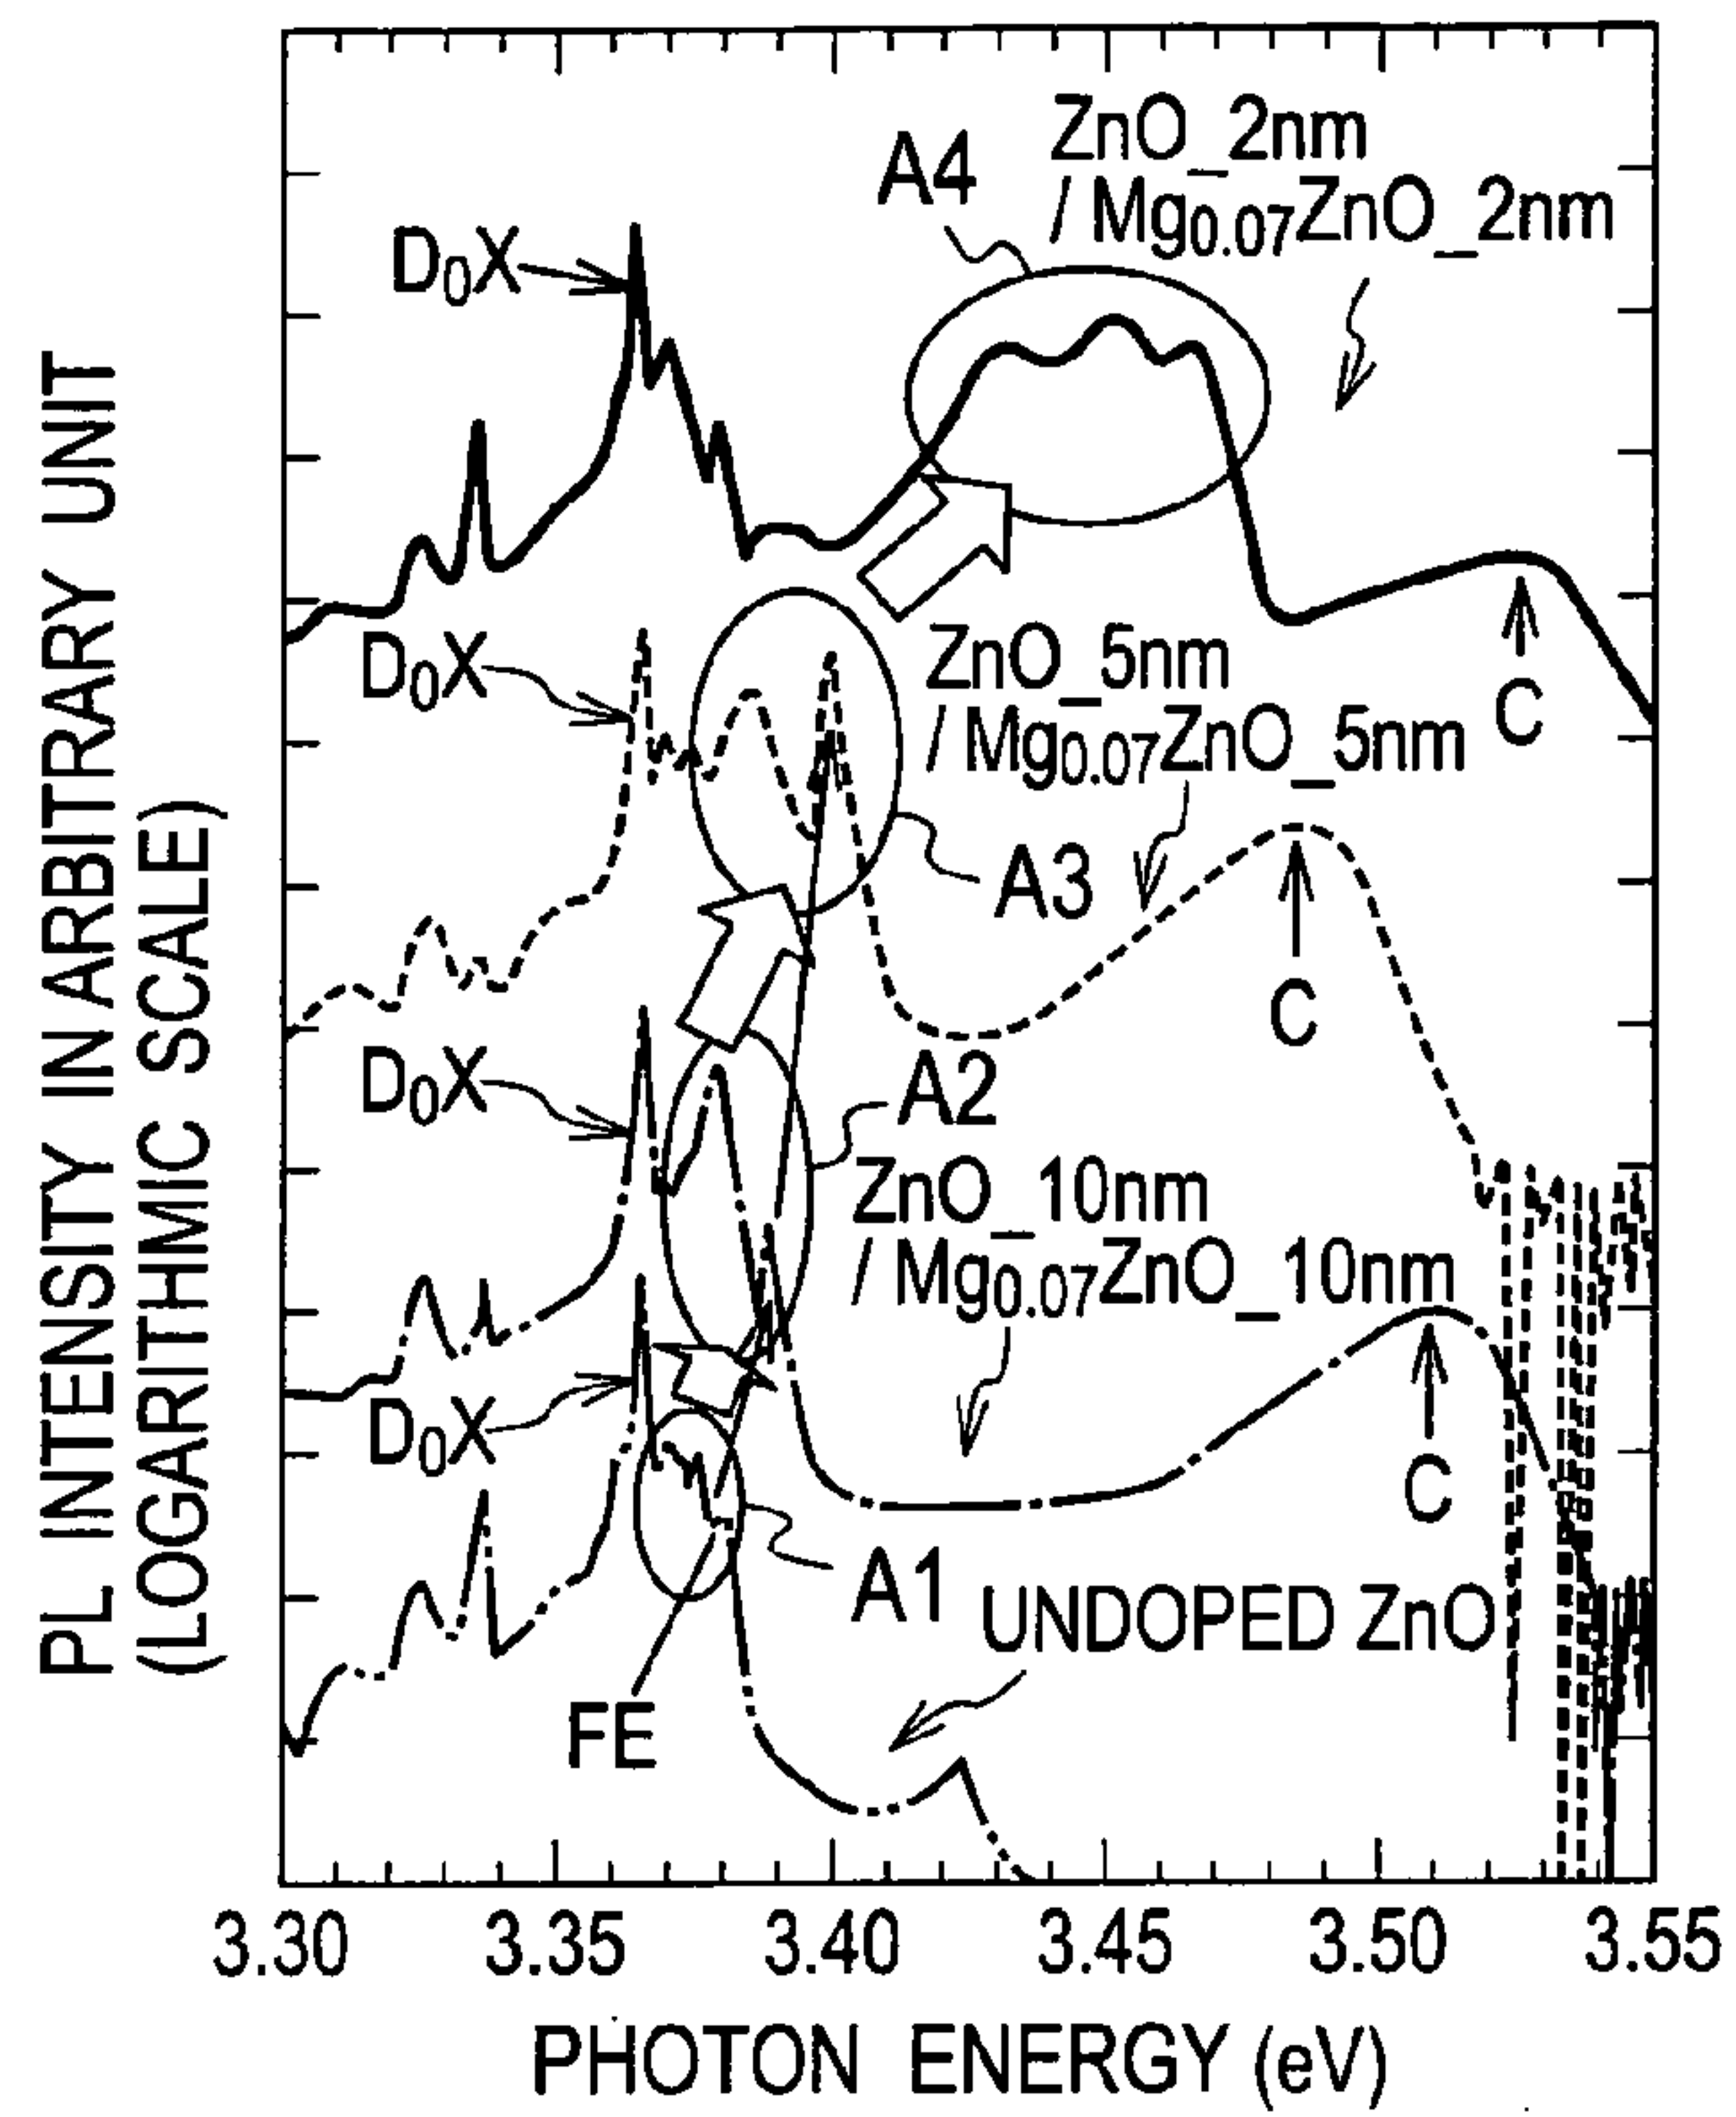 PL INTENSITY IN ARBITRARY UNIT
(LOGARITHMIC SCALE)
A4
ZnO_2nm
/ Mg0.07ZnO_2nm
D0X
C
D0X
ZnO_5nm
/ Mg0.07ZnO_5nm
A3
C
D0X
A2
ZnO_10nm
/ Mg0.07ZnO_10nm
D0X
C
A1
UNDOPED ZnO
FE
3.30 3.35 3.40 3.45 3.50 3.55
PHOTON ENERGY (eV)